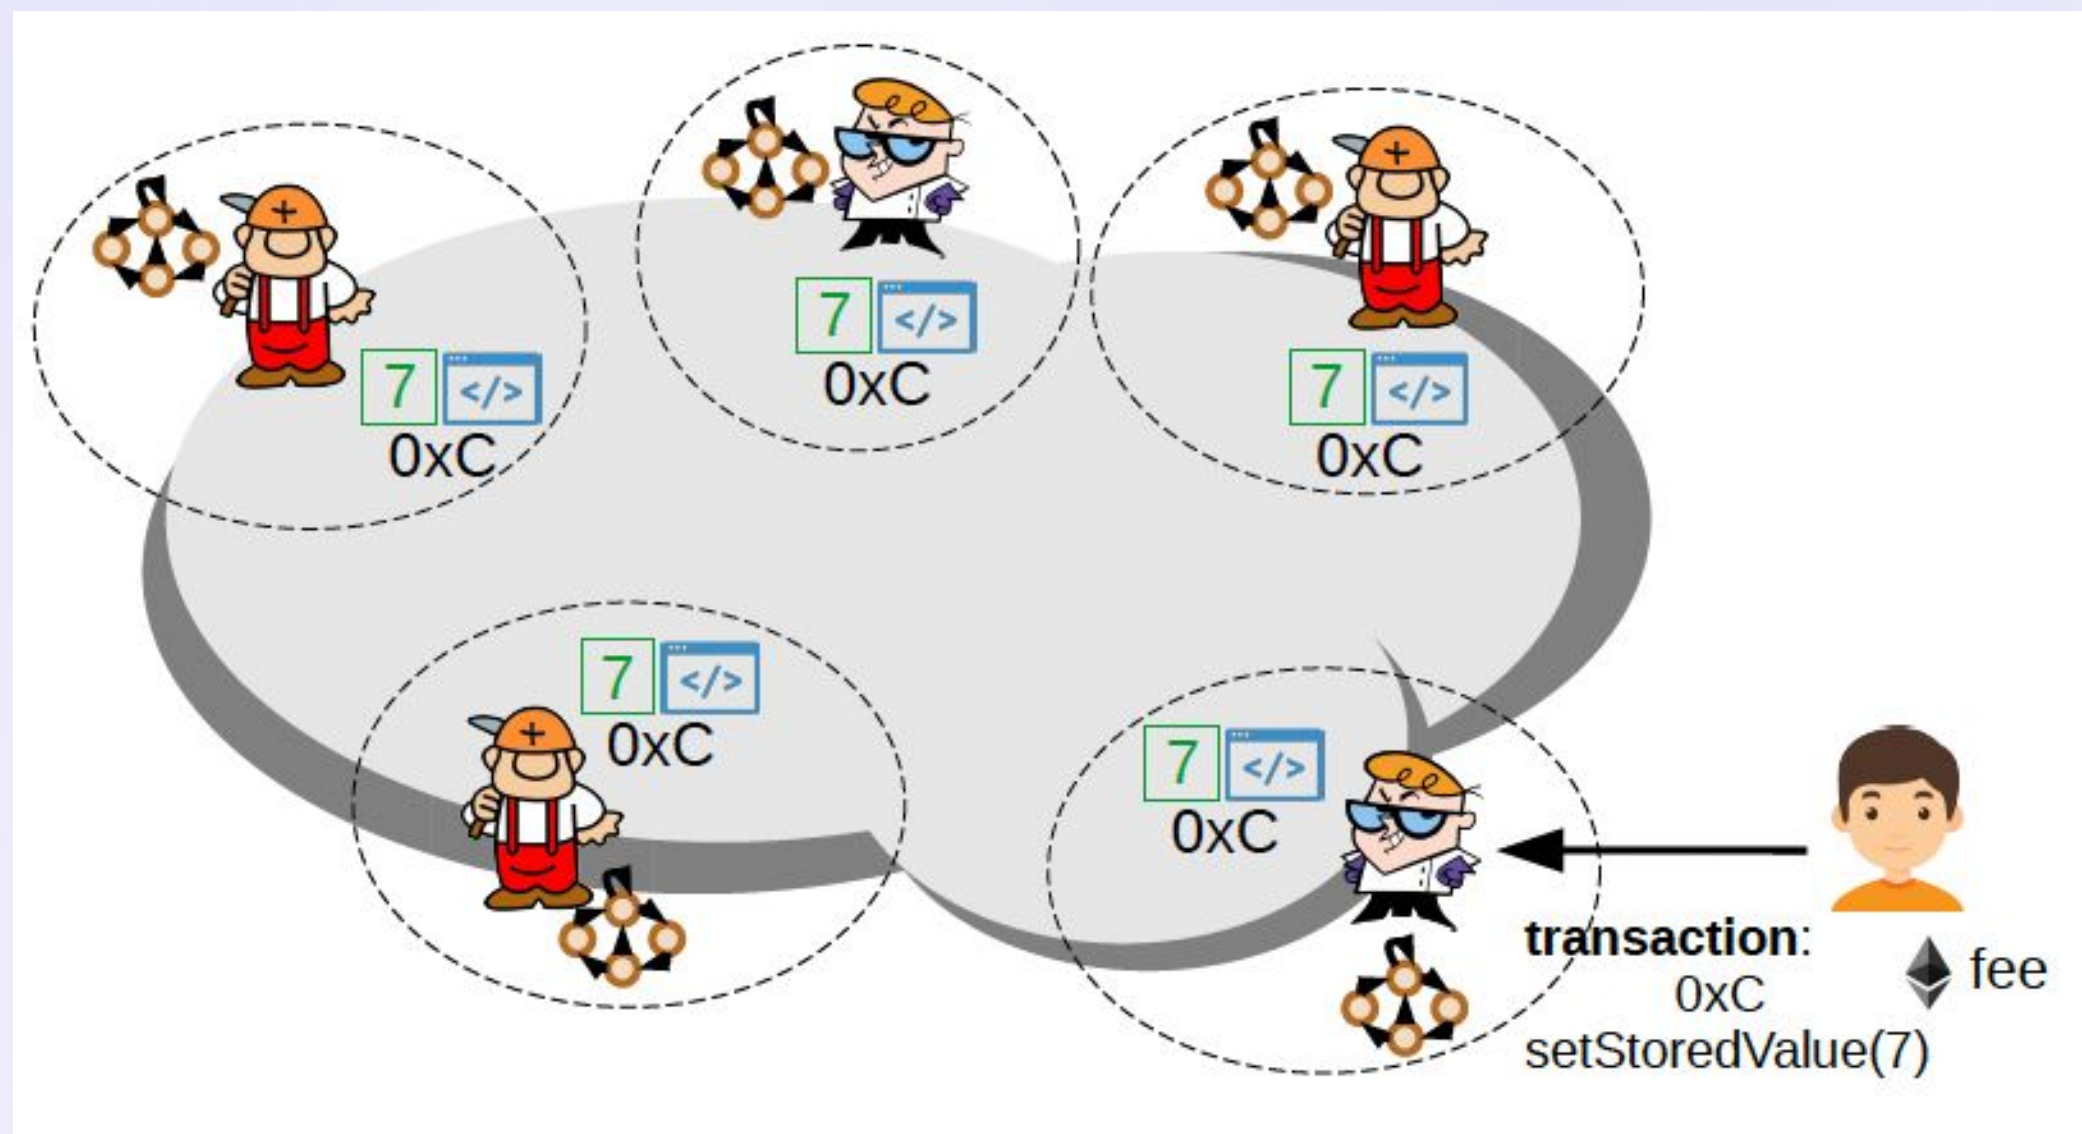 7 </>
0xC
7 </>
0xC
7 </>
0xC
7 </>
0xC
7 </>
0xC
transaction:
0xC
setStoredValue(7)
fee